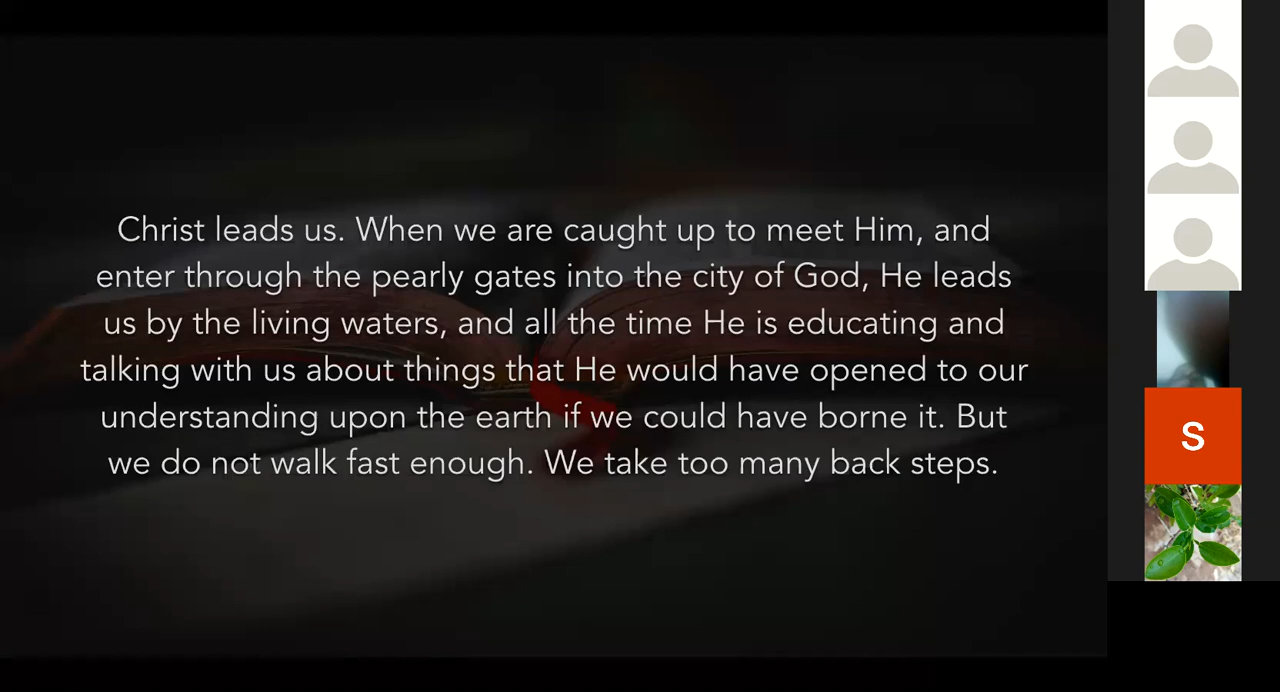 Christ leads us. When we are caught up to meet Him, and
enter through the pearly gates into the city of God, He leads
us by the living waters, and all the time He is educating and
talking with us about things that He would have opened to our
understanding upon the earth if we could have borne it. But
we do not walk fast enough. We take too many back steps.
S